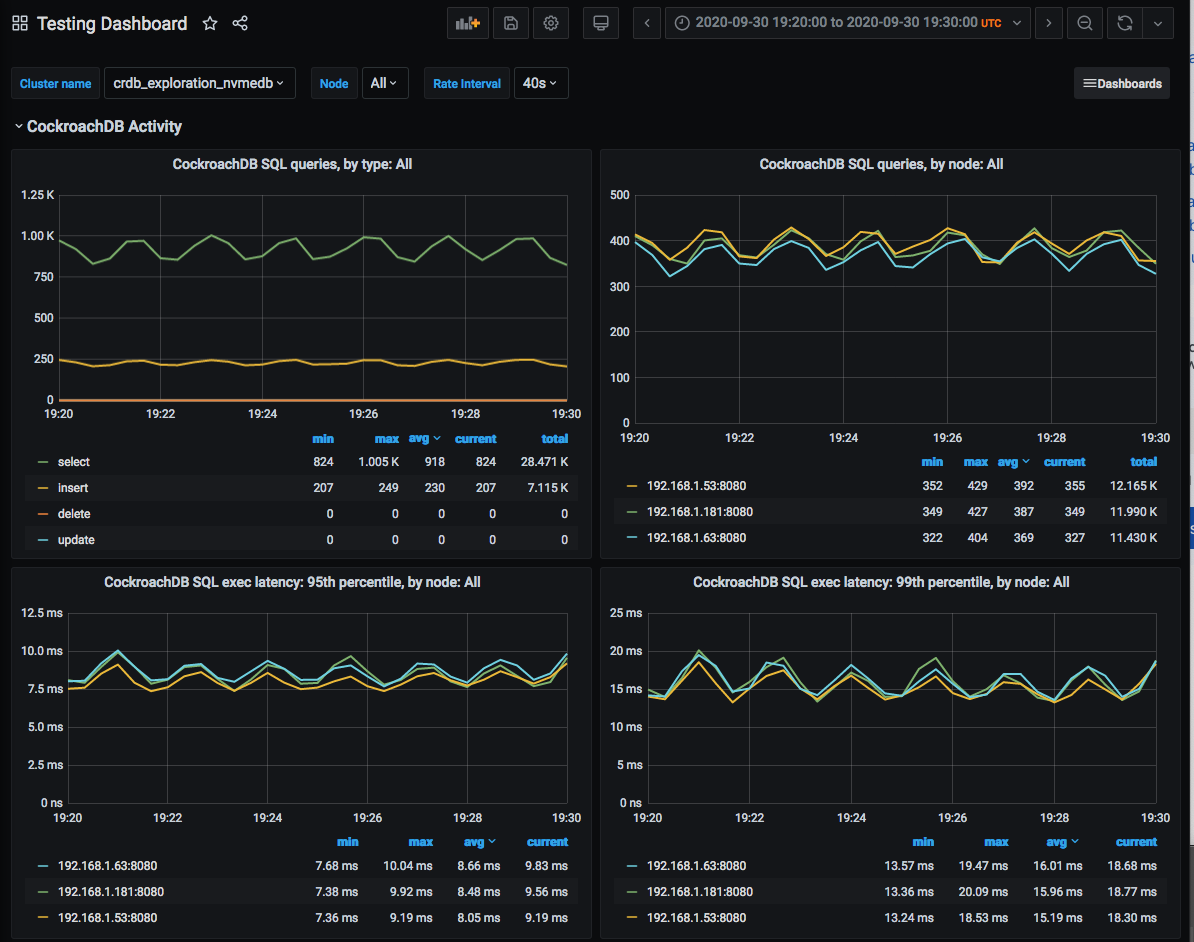 Testing Dashboard
2020-09-30 19:20:00 to 2020-09-30 19:30:00 UTC
Cluster name crdb_exploration_nvmedb Node All Rate Interval 40s Dashboards
CockroachDB Activity
CockroachDB SQL queries, by type: All
1.25 K
1.00 K
750
500
250
0
19:20 19:22 19:24 19:26 19:28 19:30
min max avg current total
select 824 1.005 K 918 824 28.471 K
insert 207 249 230 207 7.115 K
delete 0 0 0 0 0
update 0 0 0 0 0
CockroachDB SQL queries, by node: All
500
400
300
200
100
0
19:20 19:22 19:24 19:26 19:28 19:30
min max avg current total
192.168.1.53:8080 352 429 392 355 12.165 K
192.168.1.181:8080 349 427 387 349 11.990 K
192.168.1.63:8080 322 404 369 327 11.430 K
CockroachDB SQL exec latency: 95th percentile, by node: All
12.5 ms
10.0 ms
7.5 ms
5.0 ms
2.5 ms
0 ns
19:20 19:22 19:24 19:26 19:28 19:30
min max avg current
192.168.1.63:8080 7.68 ms 10.04 ms 8.66 ms 9.83 ms
192.168.1.181:8080 7.38 ms 9.92 ms 8.48 ms 9.56 ms
192.168.1.53:8080 7.36 ms 9.19 ms 8.05 ms 9.19 ms
CockroachDB SQL exec latency: 99th percentile, by node: All
25 ms
20 ms
15 ms
10 ms
5 ms
0 ns
19:20 19:22 19:24 19:26 19:28 19:30
min max avg current
192.168.1.63:8080 13.57 ms 19.47 ms 16.01 ms 18.68 ms
192.168.1.181:8080 13.36 ms 20.09 ms 15.96 ms 18.77 ms
192.168.1.53:8080 13.24 ms 18.53 ms 15.19 ms 18.30 ms